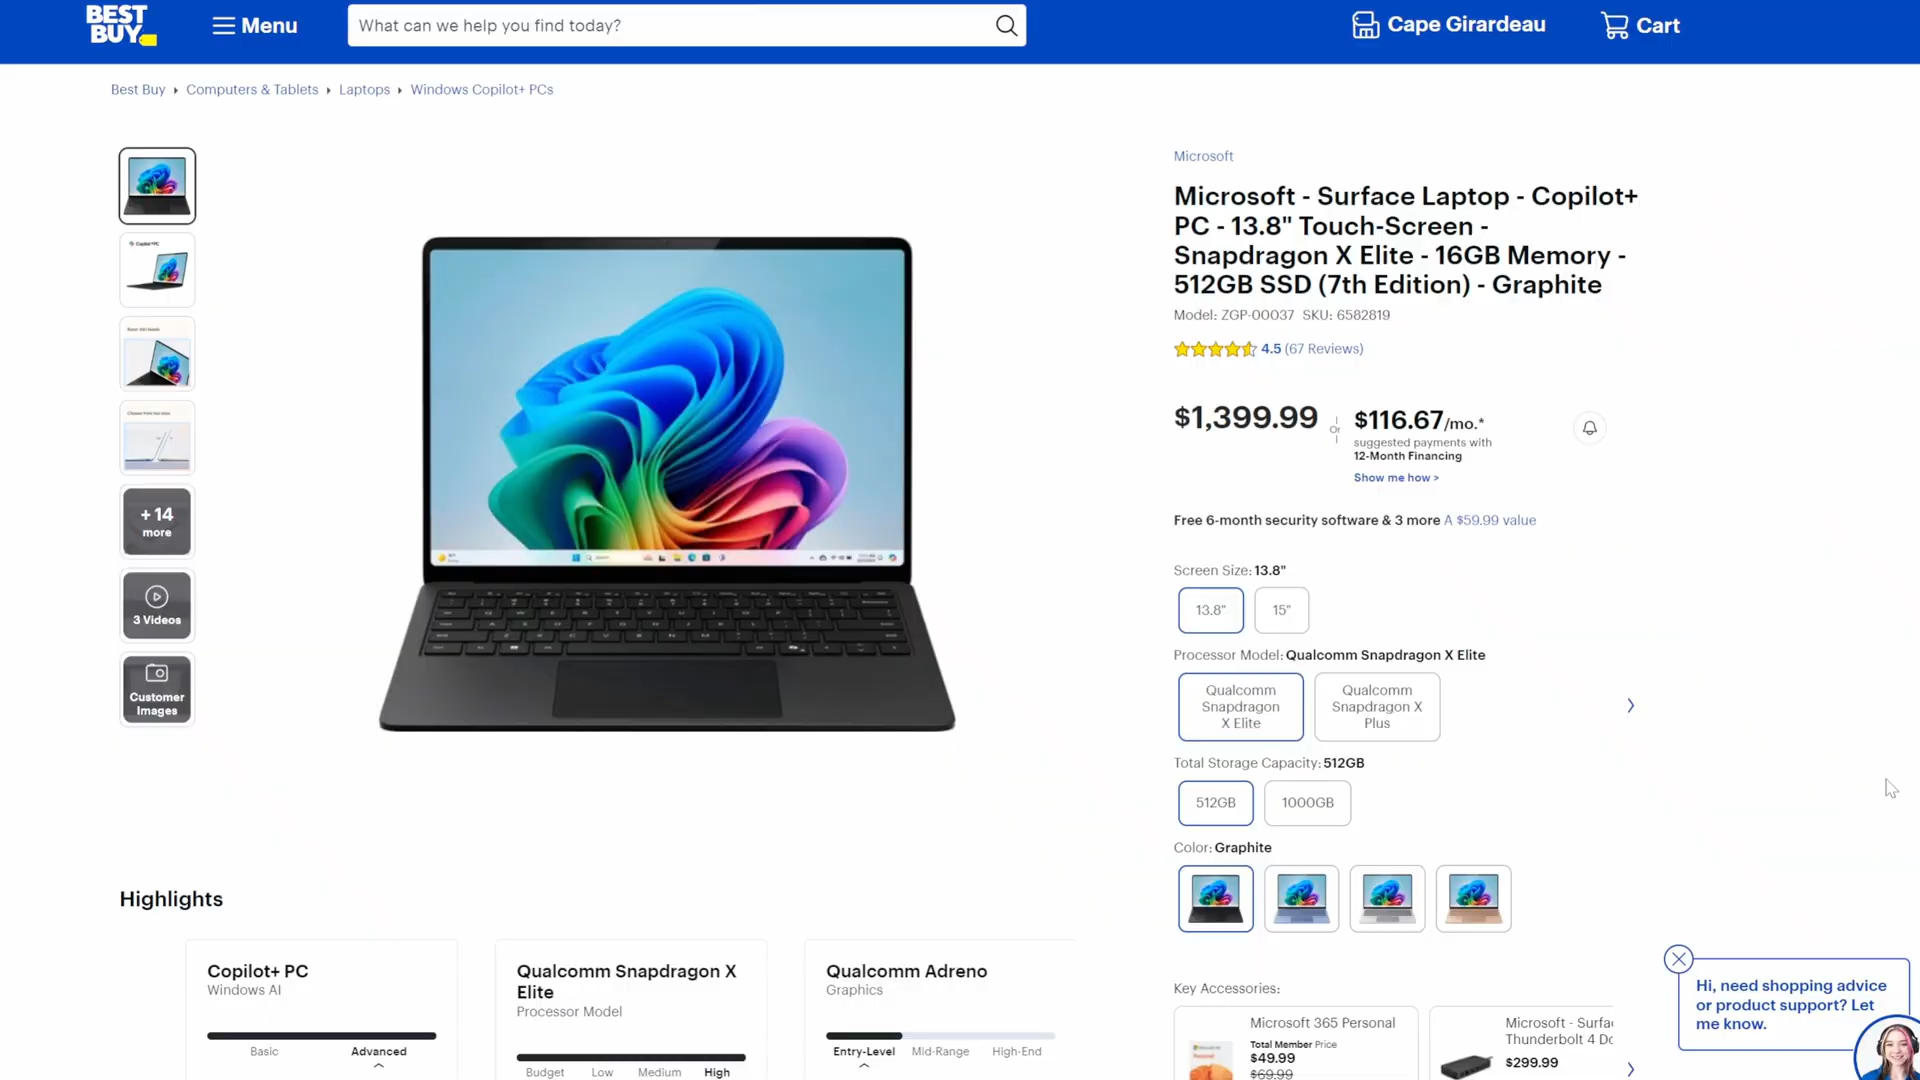 BEST
BUY
Menu
What can we help you find today?
Cape Girardeau
Cart
Best Buy
Computers & Tablets
Laptops
Windows Copilot+ PCs
Copilot+PC
+ 14
more
3 Videos
Customer
Images
Microsoft
Microsoft - Surface Laptop - Copilot+
PC - 13.8" Touch-Screen -
Snapdragon X Elite - 16GB Memory -
512GB SSD (7th Edition) - Graphite
Model: ZGP-00037 SKU: 6582819
4.5 (67 Reviews)
$1,399.99
Or
$116.67/mo.*
suggested payments with
12-Month Financing
Show me how >
Free 6-month security software & 3 more A $59.99 value
Screen Size: 13.8"
13.8"
15"
Processor Model: Qualcomm Snapdragon X Elite
Qualcomm
Snapdragon
X Elite
Qualcomm
Snapdragon X
Plus
Total Storage Capacity: 512GB
512GB
1000GB
Color: Graphite
Highlights
Copilot+ PC
Windows AI
Basic
Advanced
Qualcomm Snapdragon X
Elite
Processor Model
Budget
Low
Medium
High
Qualcomm Adreno
Graphics
Entry-Level
Mid-Range
High-End
Key Accessories:
Microsoft 365 Personal
Total Member Price
$49.99
$69.99
Microsoft - Surfa
Thunderbolt 4 Do
$299.99
Hi, need shopping advice
or product support? Let
me know.